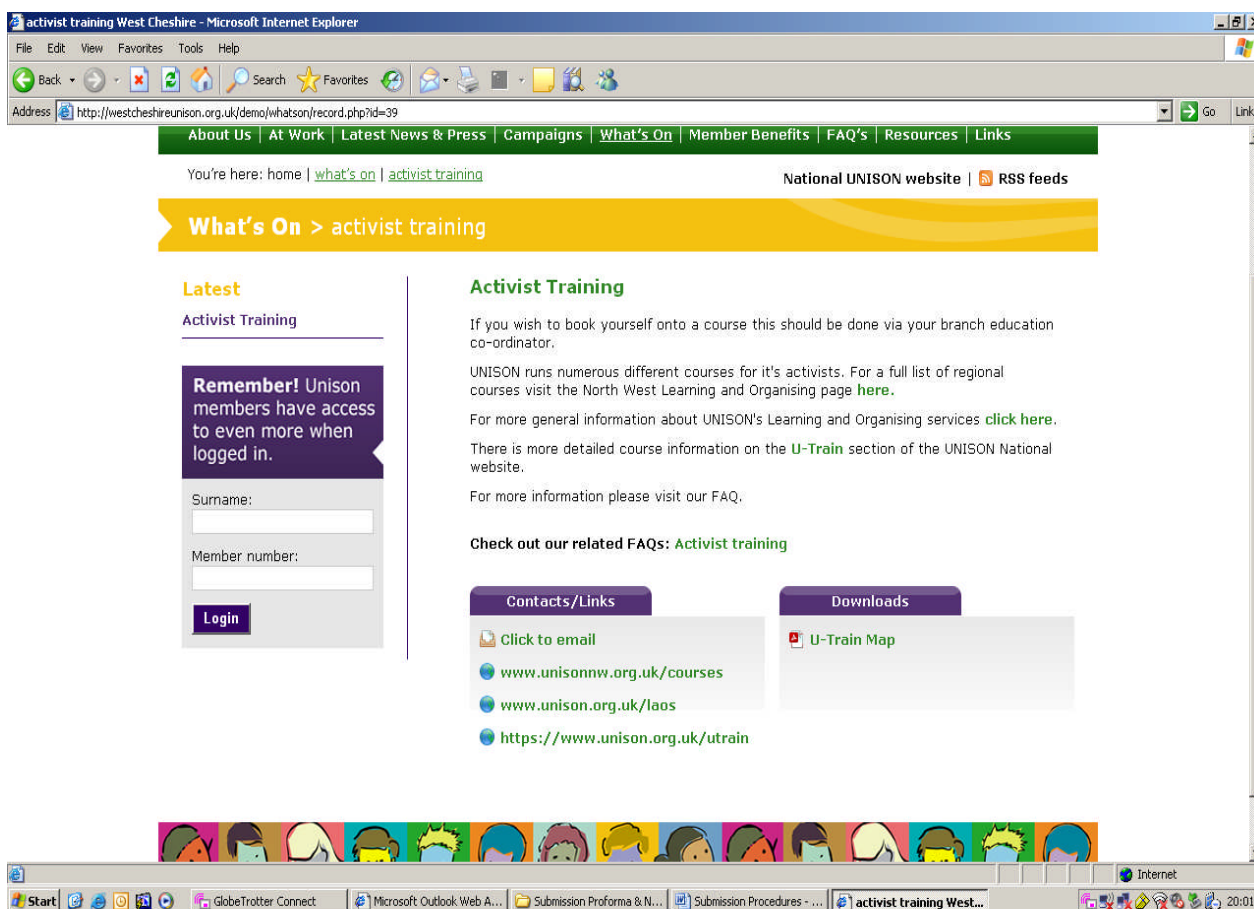 activist training West Cheshire - Microsoft Internet Explorer
File Edit View Favorites Tools Help
Back Search Favorites
Address http://westcheshireunison.org.uk/demo/whatson/record.php?id=39 Go Link
About Us | At Work | Latest News & Press | Campaigns | What's On | Member Benefits | FAQ's | Resources | Links
You're here: home | what's on | activist training
National UNISON website | RSS feeds
What's On > activist training
Latest
Activist Training
Remember! Unison
members have access
to even more when
logged in.
Surname:
Member number:
Login
Activist Training
If you wish to book yourself onto a course this should be done via your branch education
co-ordinator.
UNISON runs numerous different courses for it's activists. For a full list of regional
courses visit the North West Learning and Organising page here.
For more general information about UNISON's Learning and Organising services click here.
There is more detailed course information on the U-Train section of the UNISON National
website.
For more information please visit our FAQ.
Check out our related FAQs: Activist training
Contacts/Links
Click to email
www.unisonnw.org.uk/courses
www.unison.org.uk/laos
https://www.unison.org.uk/utrain
Downloads
U-Train Map
Internet
Start GlobeTrotter Connect Microsoft Outlook Web A... Submission Proforma & N... Submission Procedures - ... activist training West... 20:01